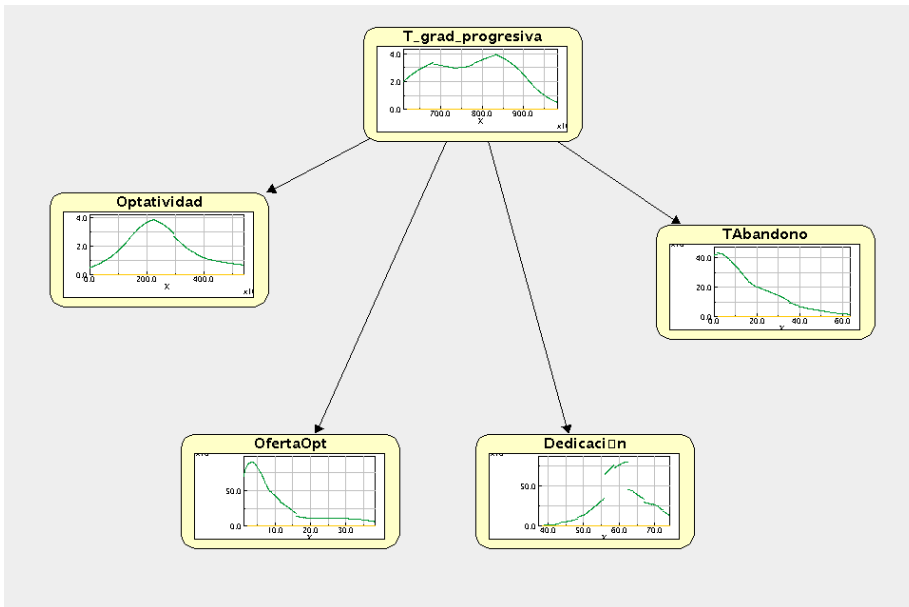 T_grad_progresiva
4.0
2.0
0.0
700.0 800.0 900.0
X
Optatividad
4.0
2.0
0.0
0.0 200.0 400.0
X
TAbandono
40.0
20.0
0.0
0.0 20.0 40.0 60.0
X
OfertaOpt
50.0
0.0
10.0 20.0 30.0
X
Dedicaci▯n
50.0
0.0
40.0 50.0 60.0 70.0
X